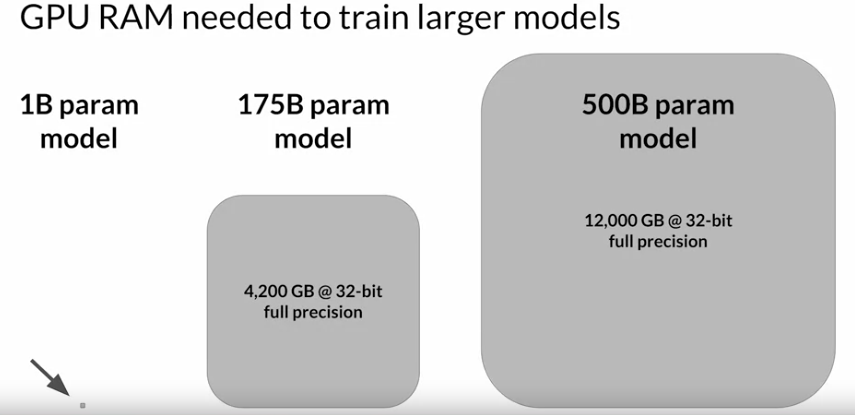 GPU RAM needed to train larger models
1B param
model
175B param
model
500B param
model
12,000 GB @ 32-bit
full precision
4,200 GB @ 32-bit
full precision